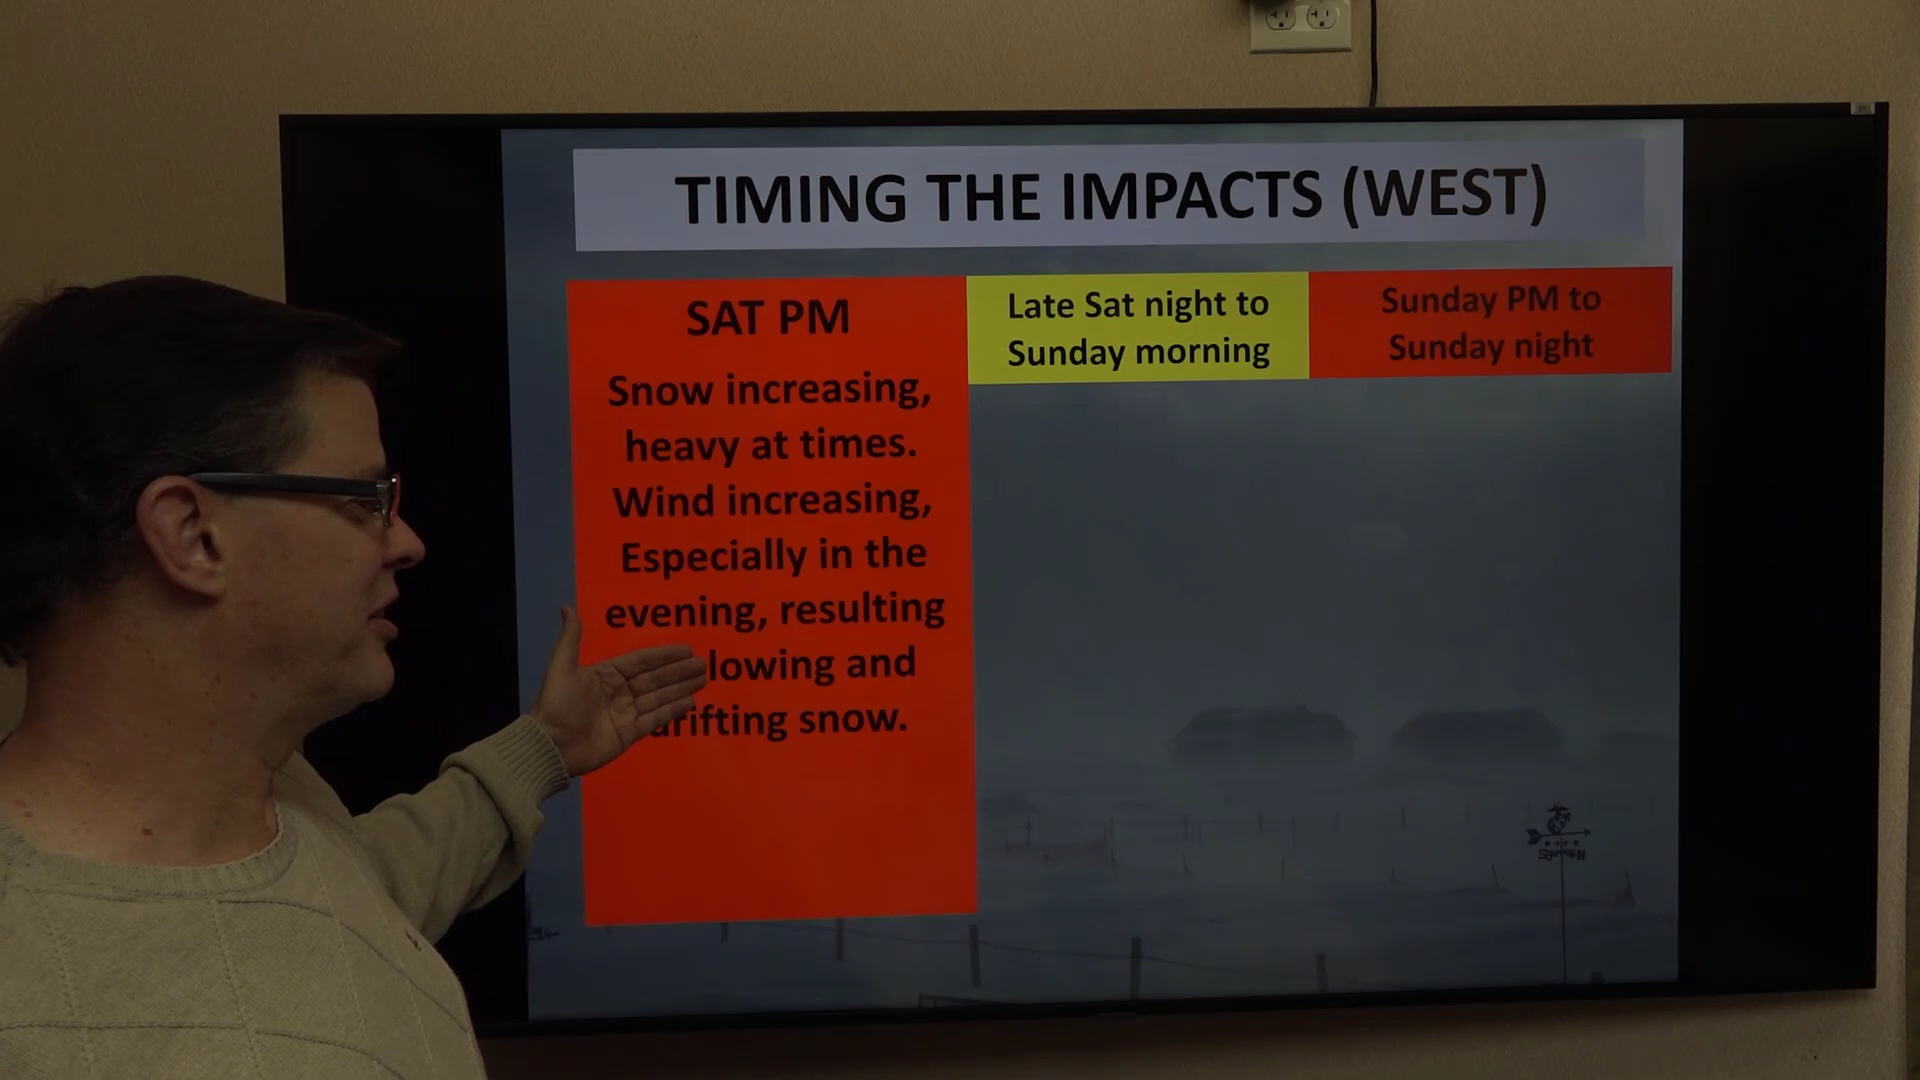 TIMING THE IMPACTS (WEST)
SAT PM
Snow increasing,
heavy at times.
Wind increasing,
Especially in the
evening, resulting
lowing and
drifting snow.
Late Sat night to
Sunday morning
Sunday PM to
Sunday night